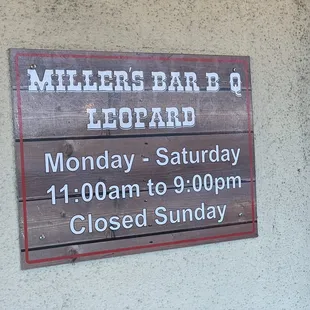 MILLER'S BAR B Q
LEOPARD
Monday - Saturday
11:00am to 9:00pm
Closed Sunday